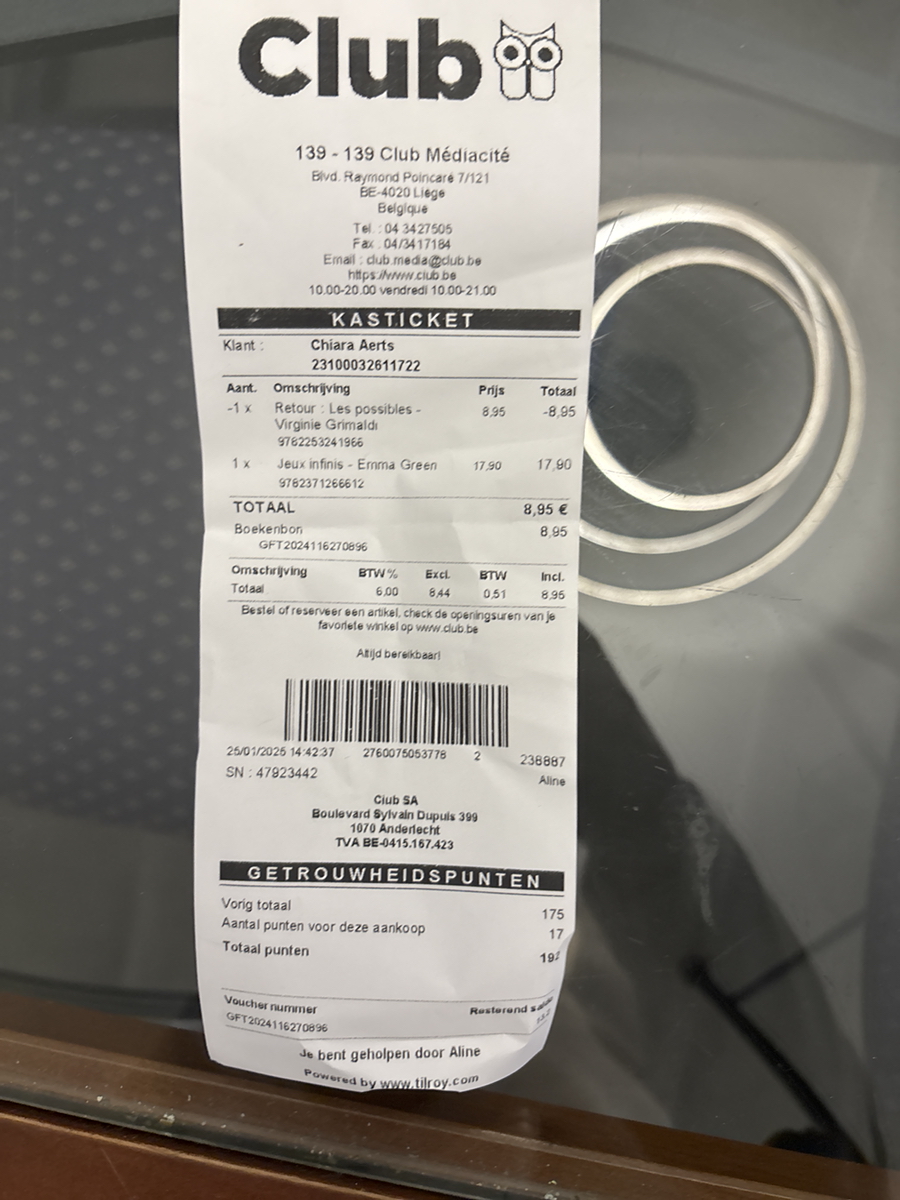 Club
139 - 139 Club Médiacité
Blvd. Raymond Poincaré 7/121
BE-4020 Liège
Belgique
Tel. : 04 3427505
Fax : 04/3417184
Email : club.media@club.be
https://www.club.be
10.00-20.00 vendredi 10.00-21.00
KASTICKET
Klant : Chiara Aerts
23100032611722
Aant. Omschrijving Prijs Totaal
-1 x Retour : Les possibles - 8,95 -8,95
Virginie Grimaldi
9782253241966
1 x Jeux infinis - Emma Green 17,90 17,90
9782371266612
TOTAAL 8,95 €
Boekenbon 8,95
GFT2024116270896
Omschrijving BTW% Excl. BTW Incl.
Totaal 6,00 8,44 0,51 8,95
Bestel of reserveer een artikel, check de openingsuren van je
favoriete winkel op www.club.be
Altijd bereikbaar!
25/01/2025 14:42:37 2760075053778 2 238887
SN : 47923442 Aline
Club SA
Boulevard Sylvain Dupuis 399
1070 Anderlecht
TVA BE-0415.167.423
GETROUWHEIDSPUNTEN
Vorig totaal 175
Aantal punten voor deze aankoop 17
Totaal punten 192
Voucher nummer Resterend saldo
GFT2024116270896
Je bent geholpen door Aline
Powered by www.tilroy.com